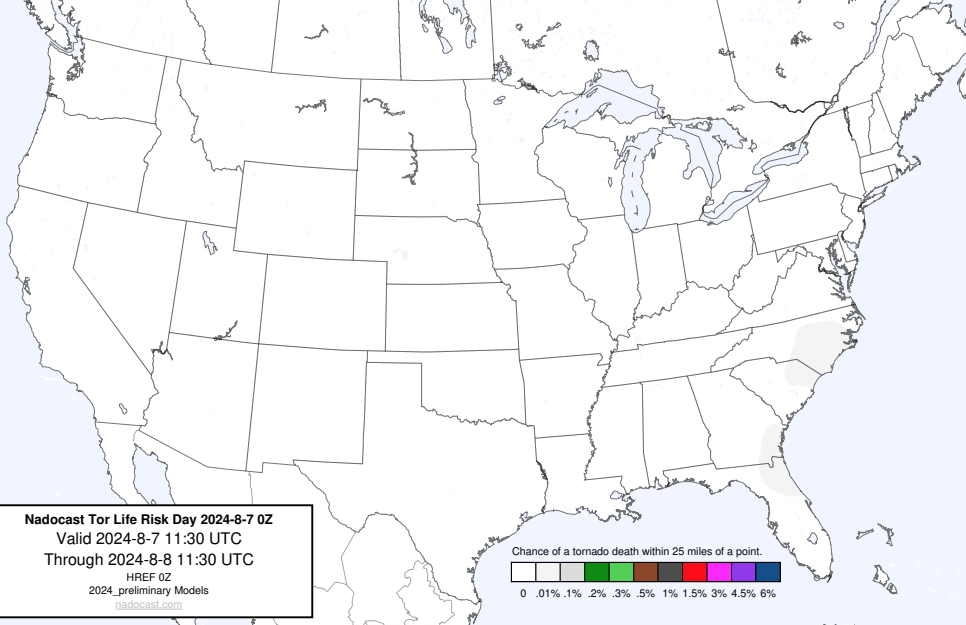 Nadocast Tor Life Risk Day 2024-8-7 0Z
Valid 2024-8-7 11:30 UTC
Through 2024-8-8 11:30 UTC
HREF 0Z
2024_preliminary Models
nadocast.com
Chance of a tornado death within 25 miles of a point.
0 .01% .1% .2% .3% .5% 1% 1.5% 3% 4.5% 6%